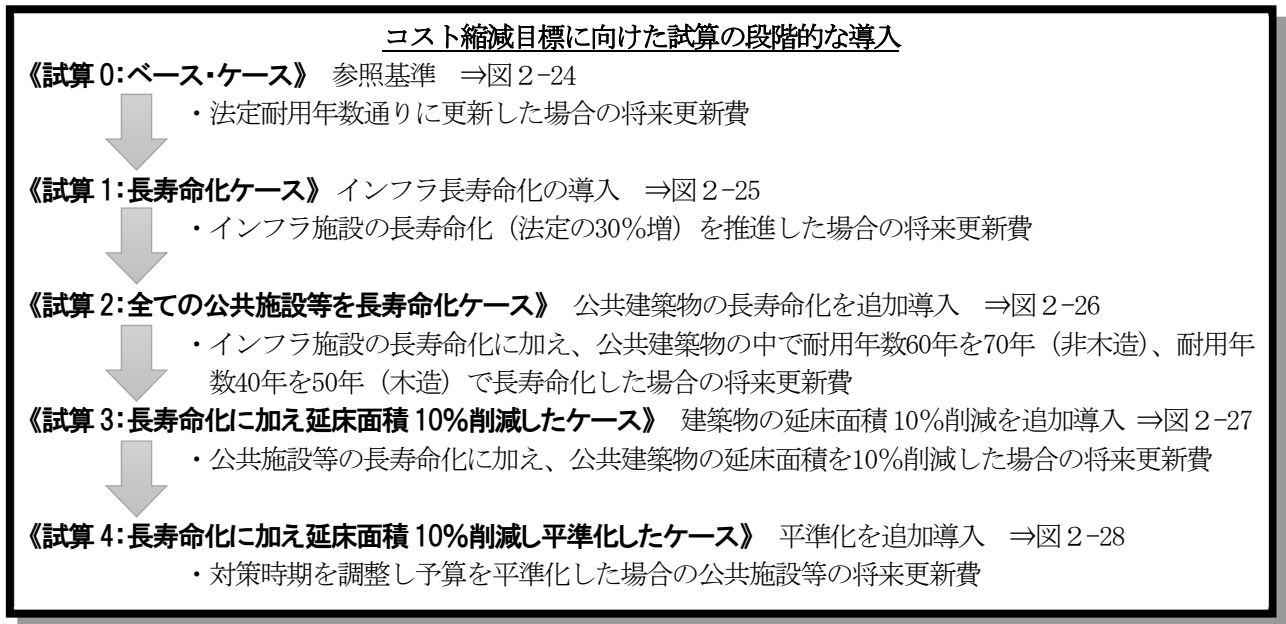 コスト縮減目標に向けた試算の段階的な導入
《試算0：ベース・ケース》 参照基準 ⇒図２-24
・法定耐用年数通りに更新した場合の将来更新費
《試算1：長寿命化ケース》 インフラ長寿命化の導入 ⇒図２-25
・インフラ施設の長寿命化（法定の30％増）を推進した場合の将来更新費
《試算2：全ての公共施設等を長寿命化ケース》 公共建築物の長寿命化を追加導入 ⇒図２-26
・インフラ施設の長寿命化に加え、公共建築物の中で耐用年数60年を70年（非木造）、耐用年
数40年を50年（木造）で長寿命化した場合の将来更新費
《試算3：長寿命化に加え延床面積10％削減したケース》 建築物の延床面積10％削減を追加導入 ⇒図２-27
・公共施設等の長寿命化に加え、公共建築物の延床面積を10％削減した場合の将来更新費
《試算4：長寿命化に加え延床面積10％削減し平準化したケース》 平準化を追加導入 ⇒図２-28
・対策時期を調整し予算を平準化した場合の公共施設等の将来更新費